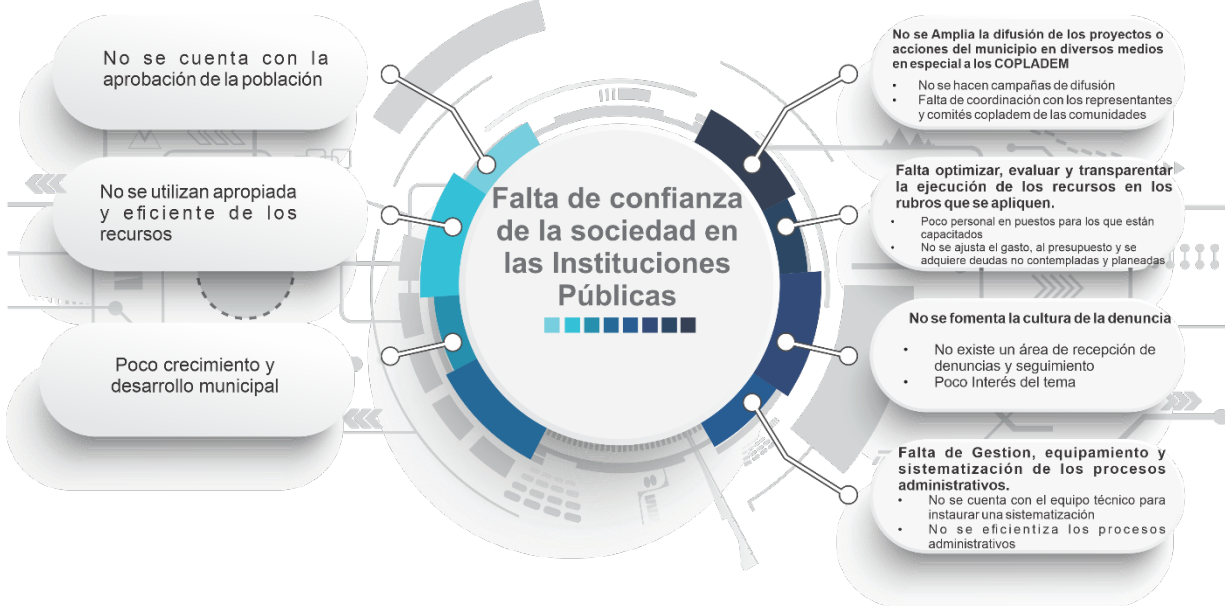 No se cuenta con la
aprobación de la población
No se utilizan apropiada
y eficiente de los
recursos
Poco crecimiento y
desarrollo municipal
Falta de confianza
de la sociedad en
las Instituciones
Públicas
No se Amplia la difusión de los proyectos o
acciones del municipio en diversos medios
en especial a los COPLADEM
• No se hacen campañas de difusión
• Falta de coordinación con los representantes
y comités copladem de las comunidades
Falta optimizar, evaluar y transparentar
la ejecución de los recursos en los
rubros que se apliquen.
• Poco personal en puestos para los que están
capacitados
• No se ajusta el gasto, al presupuesto y se
adquiere deudas no contempladas y planeadas
No se fomenta la cultura de la denuncia
• No existe un área de recepción de
denuncias y seguimiento
• Poco Interés del tema
Falta de Gestion, equipamiento y
sistematización de los procesos
administrativos.
• No se cuenta con el equipo técnico para
instaurar una sistematización
• No se eficientiza los procesos
administrativos